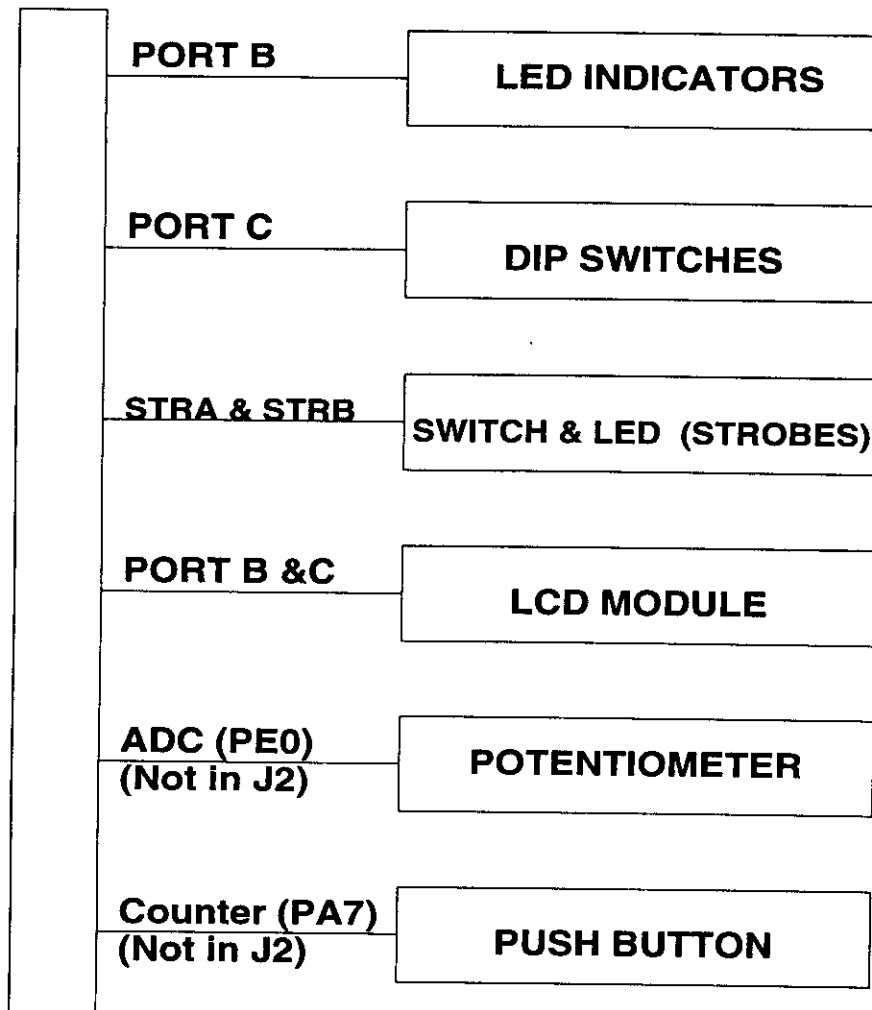 PORT B
LED INDICATORS
PORT C
DIP SWITCHES
STRA & STRB
SWITCH & LED (STROBES)
PORT B &C
LCD MODULE
ADC (PE0)
(Not in J2)
POTENTIOMETER
Counter (PA7)
(Not in J2)
PUSH BUTTON